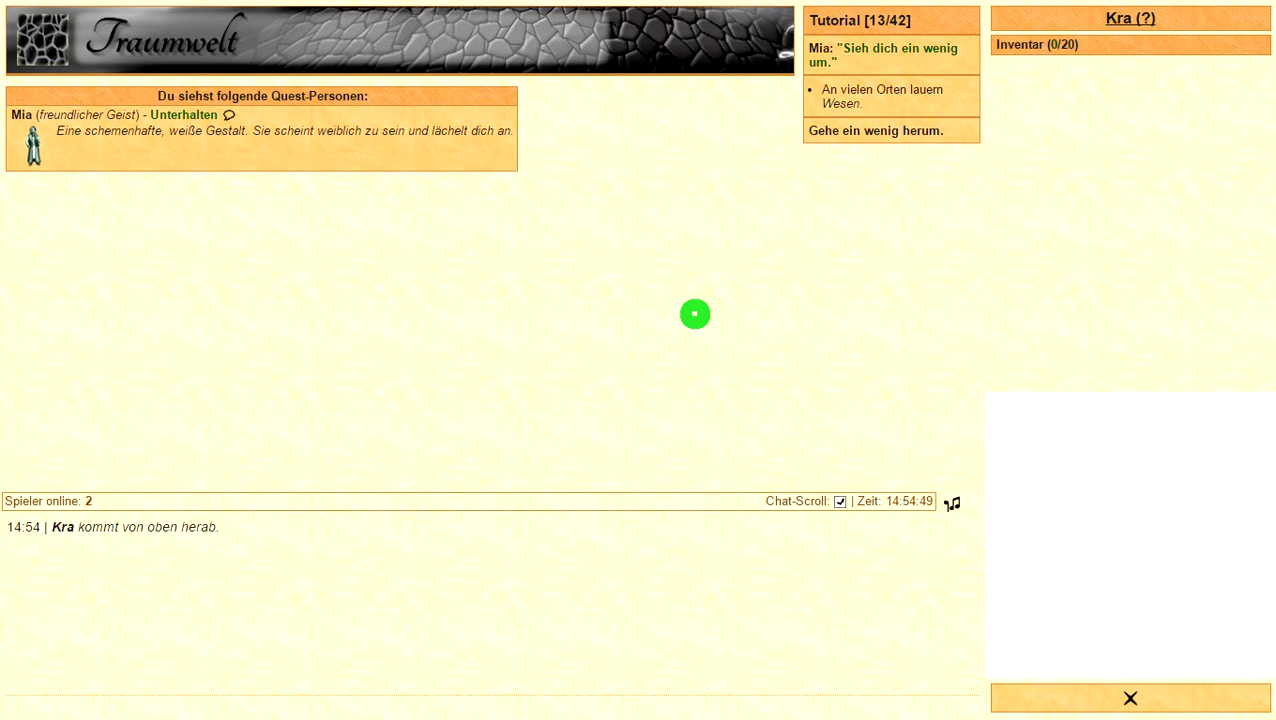 Traumwelt
Du siehst folgende Quest-Personen:
Mia (freundlicher Geist) - Unterhalten
Eine schemenhafte, weiße Gestalt. Sie scheint weiblich zu sein und lächelt dich an.
Tutorial [13/42]
Mia: "Sieh dich ein wenig
um."
• An vielen Orten lauern
Wesen.
Gehe ein wenig herum.
Kra (?)
Inventar (0/20)
Spieler online: 2
Chat-Scroll: | Zeit: 14:54:49
14:54 | Kra kommt von oben herab.